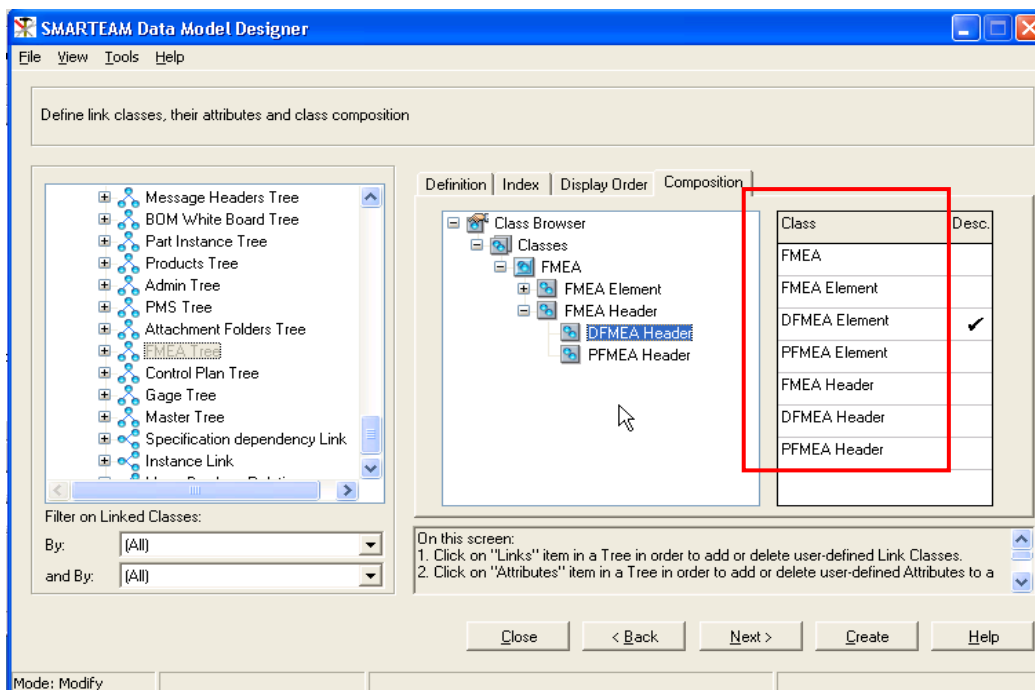 SMARTEAM Data Model Designer
File View Tools Help
Define link classes, their attributes and class composition
Message Headers Tree
BOM White Board Tree
Part Instance Tree
Products Tree
Admin Tree
PMS Tree
Attachment Folders Tree
FMEA Tree
Control Plan Tree
Gage Tree
Master Tree
Specification dependency Link
Instance Link
Filter on Linked Classes:
By: (All)
and By: (All)
Definition Index Display Order Composition
Class Browser
Classes
FMEA
FMEA Element
FMEA Header
DFMEA Header
PFMEA Header
Class Desc.
FMEA
FMEA Element
DFMEA Element
PFMEA Element
FMEA Header
DFMEA Header
PFMEA Header
On this screen:
1. Click on "Links" item in a Tree in order to add or delete user-defined Link Classes.
2. Click on "Attributes" item in a Tree in order to add or delete user-defined Attributes to a
Close < Back Next > Create Help
Mode: Modify